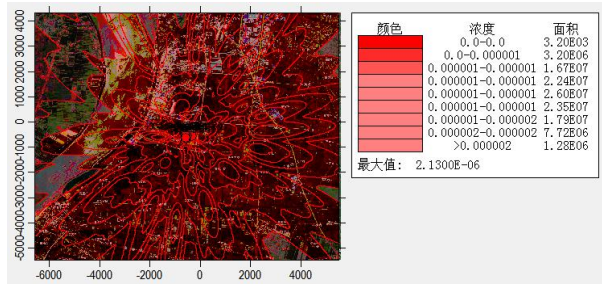 颜色 浓度 面积
0.0-0.0 3.20E03
0.0-0.000001 3.20E06
0.000001-0.000001 1.67E07
0.000001-0.000001 2.24E07
0.000001-0.000001 2.60E07
0.000001-0.000001 2.35E07
0.000001-0.000002 1.79E07
0.000002-0.000002 7.72E06
>0.000002 1.28E06
最大值: 2.1300E-06
4000
3000
2000
1000
0
-1000
-2000
-3000
-4000
-5000
-6000 -4000 -2000 0 2000 4000